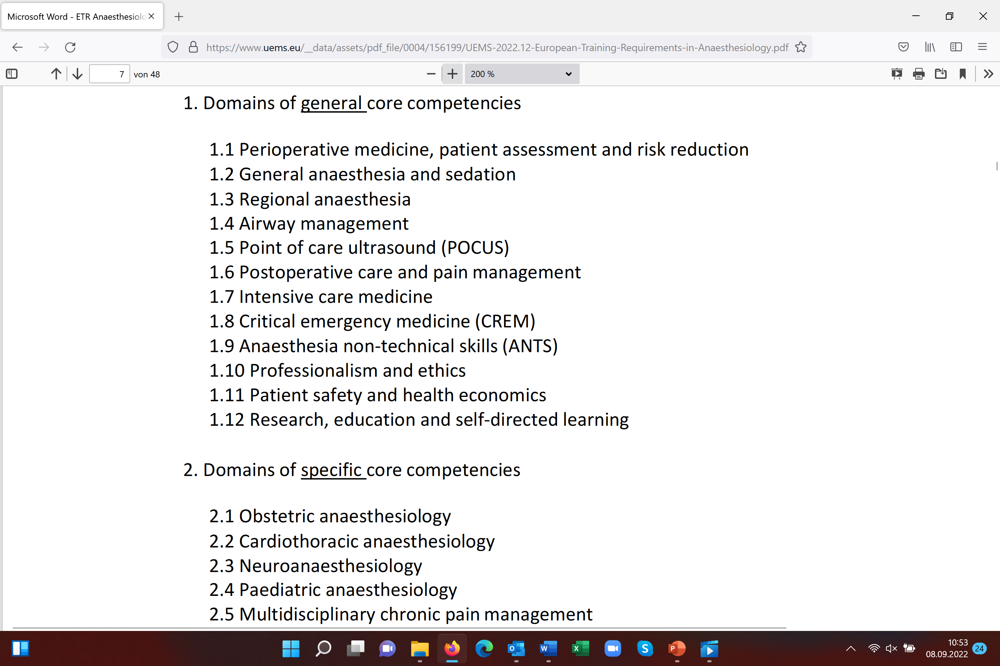 Microsoft Word - ETR Anaesthesiolo
https://www.uems.eu/__data/assets/pdf_file/0004/156199/UEMS-2022.12-European-Training-Requirements-in-Anaesthesiology.pdf
7 von 48
200 %
1. Domains of general core competencies
1.1 Perioperative medicine, patient assessment and risk reduction
1.2 General anaesthesia and sedation
1.3 Regional anaesthesia
1.4 Airway management
1.5 Point of care ultrasound (POCUS)
1.6 Postoperative care and pain management
1.7 Intensive care medicine
1.8 Critical emergency medicine (CREM)
1.9 Anaesthesia non-technical skills (ANTS)
1.10 Professionalism and ethics
1.11 Patient safety and health economics
1.12 Research, education and self-directed learning
2. Domains of specific core competencies
2.1 Obstetric anaesthesiology
2.2 Cardiothoracic anaesthesiology
2.3 Neuroanaesthesiology
2.4 Paediatric anaesthesiology
2.5 Multidisciplinary chronic pain management
O
W
X
S
P
10:53
08.09.2022
24